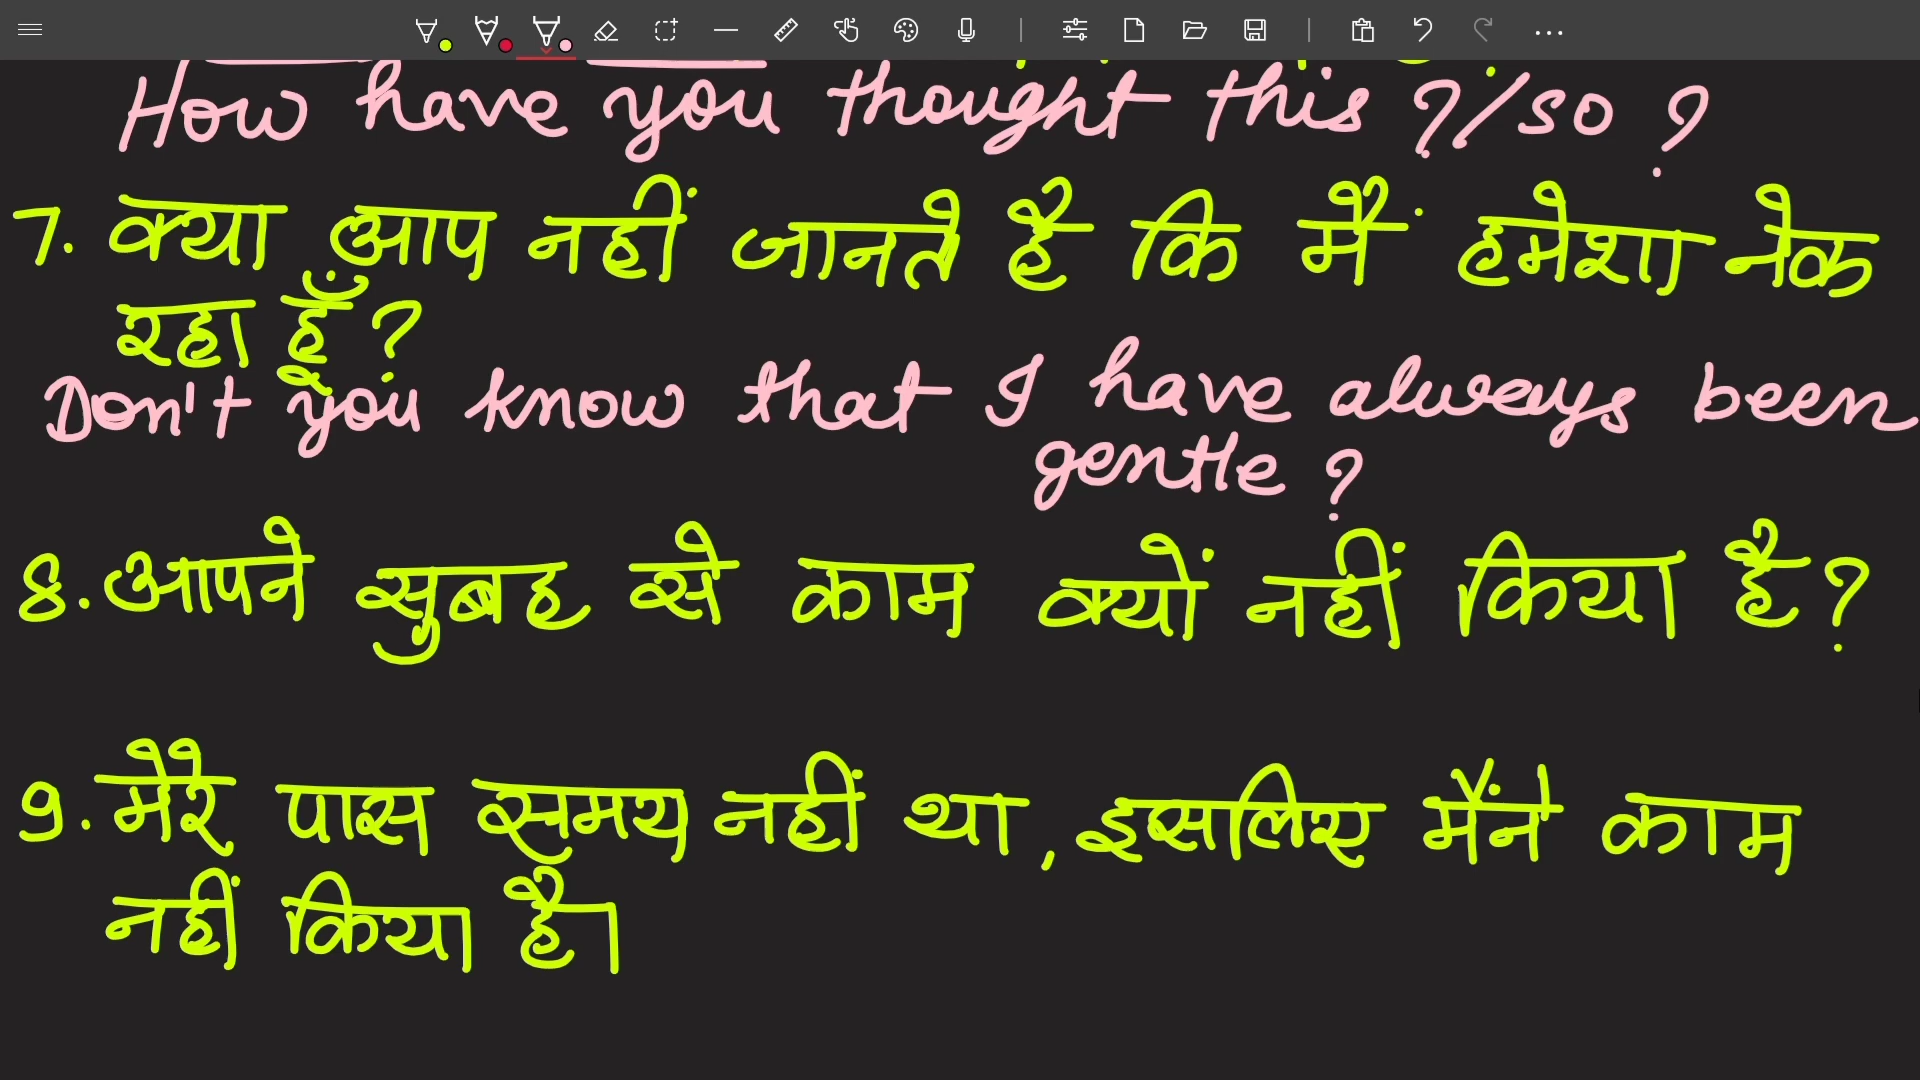 How have you thought this ?/so ?
7. क्या आप नहीं जानते है कि मैं हमेशा नेक
रहा हूँ ?
Don't you know that I have always been
gentle ?
8. आपने सुबह से काम क्यों नहीं किया है ?
9. मेरे पास समय नहीं था , इसलिए मैंने काम
नहीं किया है।